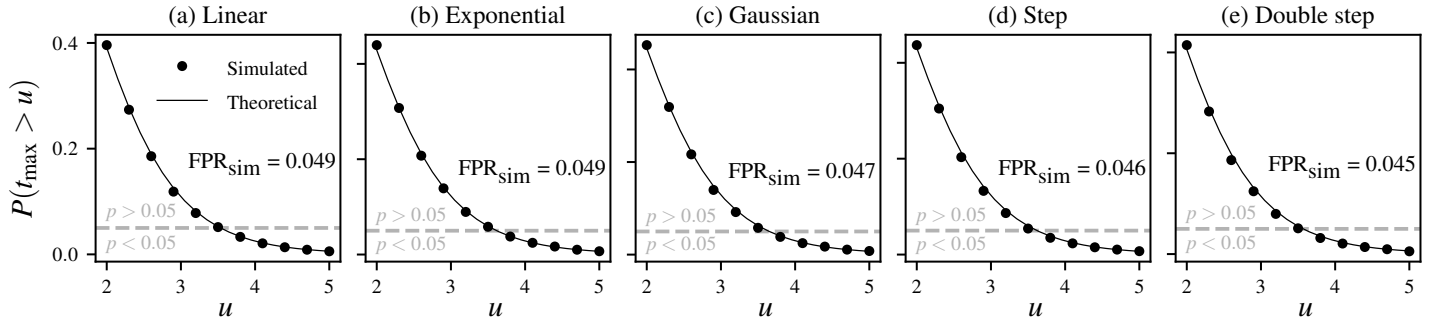 (a) Linear
(b) Exponential
(c) Gaussian
(d) Step
(e) Double step
P(t_max > u)
0.4
0.2
0.0
Simulated
Theoretical
FPR_sim = 0.049
p > 0.05
p < 0.05
2 3 4 5
u
FPR_sim = 0.049
p > 0.05
p < 0.05
2 3 4 5
u
FPR_sim = 0.047
p > 0.05
p < 0.05
2 3 4 5
u
FPR_sim = 0.046
p > 0.05
p < 0.05
2 3 4 5
u
FPR_sim = 0.045
p > 0.05
p < 0.05
2 3 4 5
u